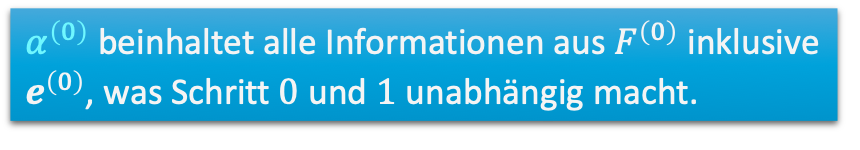 α⁽⁰⁾ beinhaltet alle Informationen aus F⁽⁰⁾ inklusive
e⁽⁰⁾, was Schritt 0 und 1 unabhängig macht.